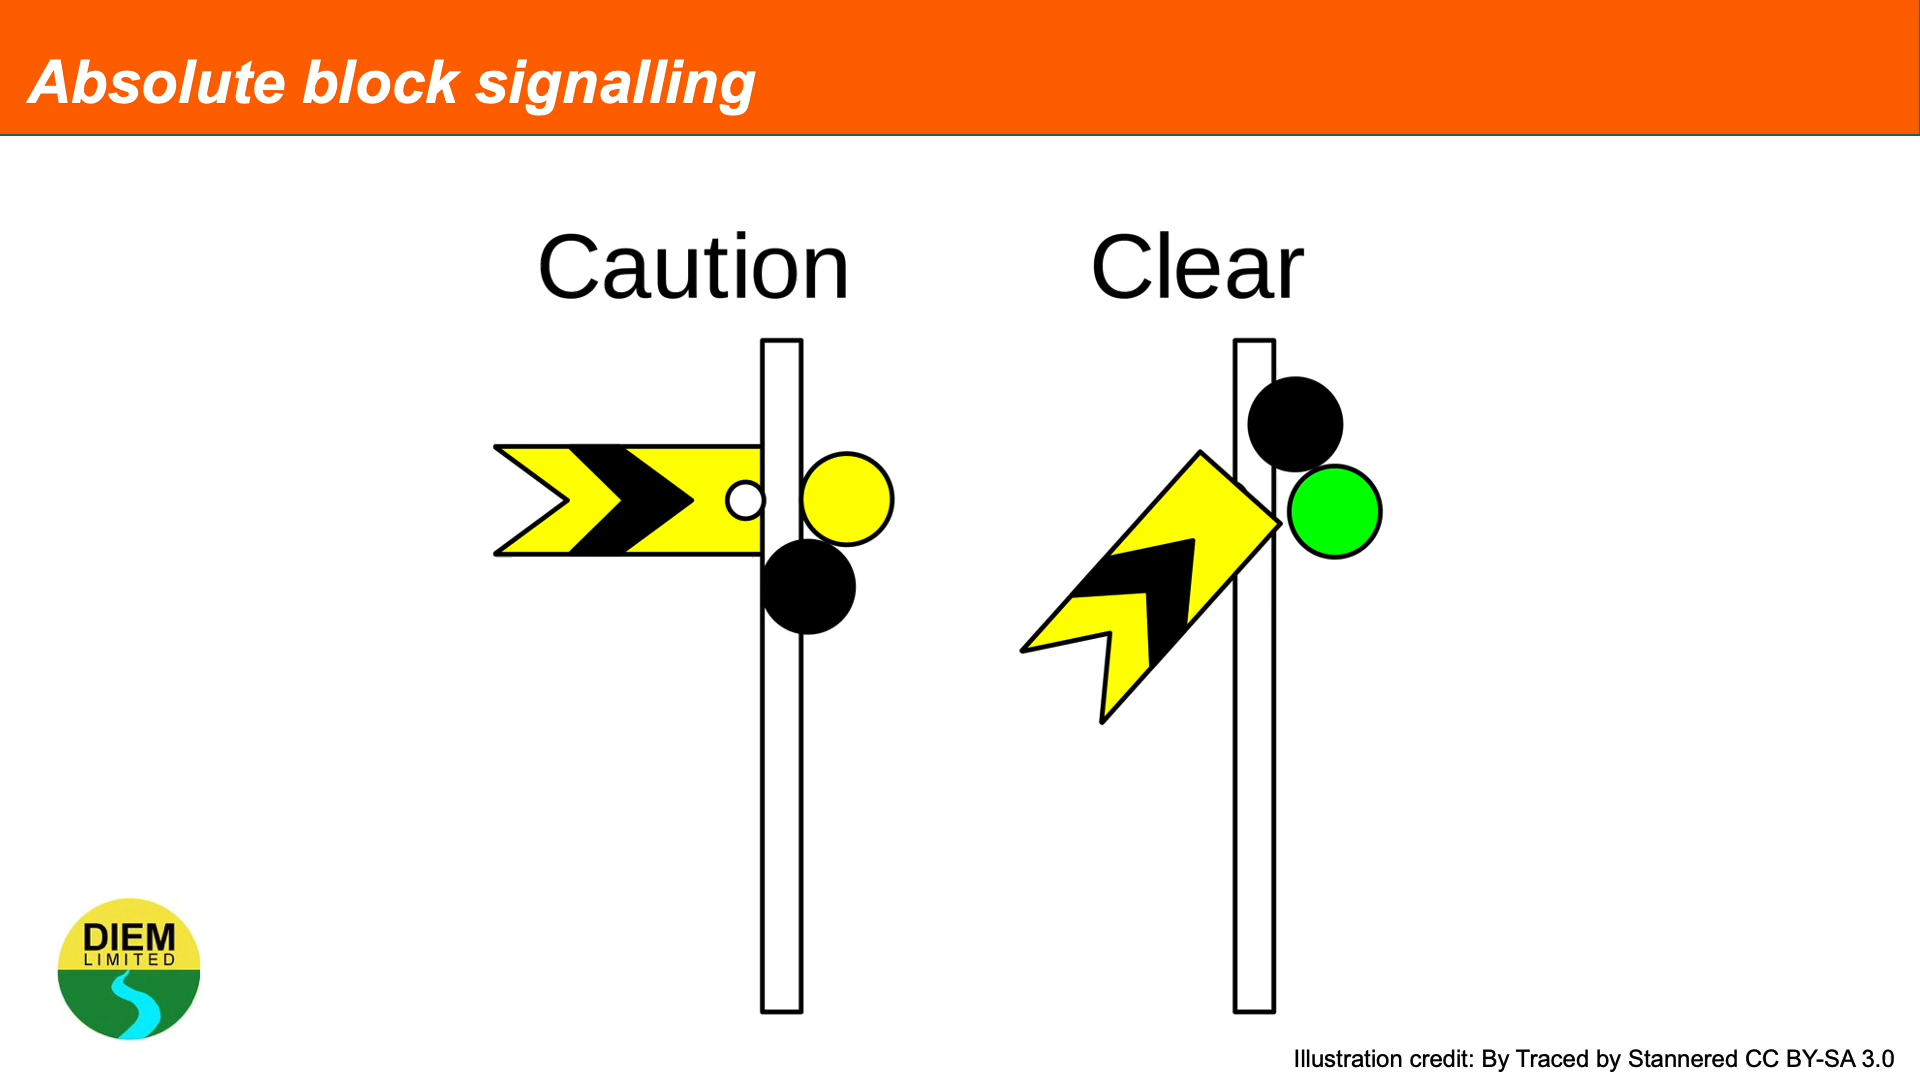 Absolute block signalling
Caution
Clear
DIEM
LIMITED
Illustration credit: By Traced by Stannered CC BY-SA 3.0